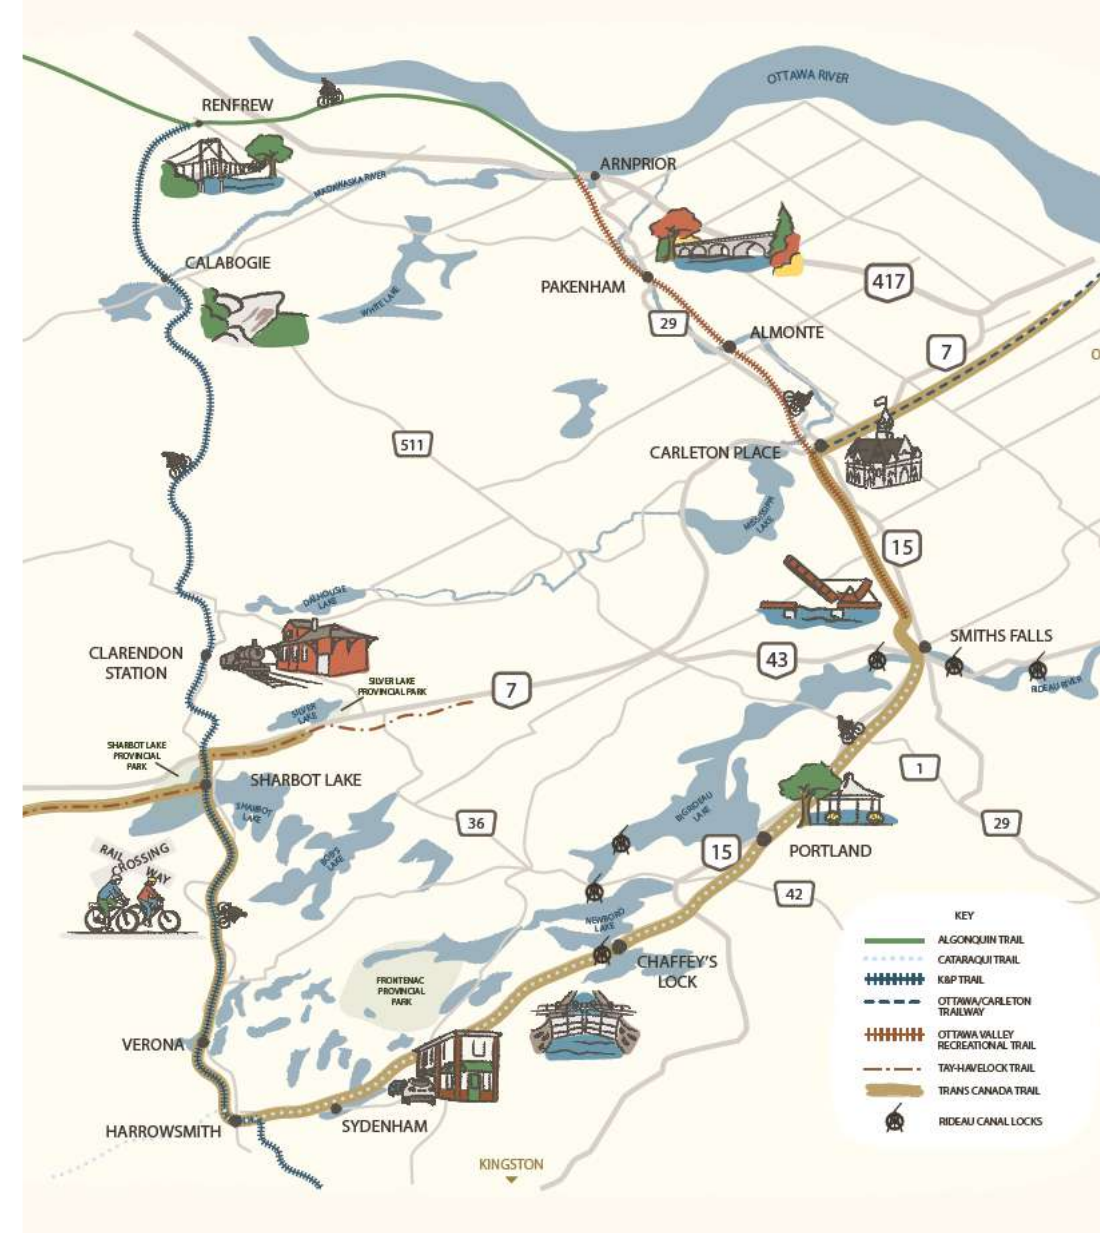 OTTAWA RIVER
RENFREW
ARNPRIOR
MADAWASKA RIVER
CALABOGIE
PAKENHAM
417
WHITE LAKE
29
ALMONTE
7
O
511
CARLETON PLACE
MISSISSIPPI
LAKE
15
DALHOUSIE
LAKE
CLARENDON
STATION
SMITHS FALLS
43
SILVER LAKE
PROVINCIAL PARK
7
RIDEAU RIVER
SILVER
LAKE
SHARBOT LAKE
PROVINCIAL
PARK
SHARBOT LAKE
1
SHARBOT
LAKE
BIG RIDEAU
LAKE
36
29
BOB'S
LAKE
15
PORTLAND
RAIL
CROSSING
WAY
42
NEWBORO
LAKE
CHAFFEY'S
LOCK
FRONTENAC
PROVINCIAL
PARK
VERONA
HARROWSMITH
SYDENHAM
KINGSTON
KEY
ALGONQUIN TRAIL
CATARAQUI TRAIL
K&P TRAIL
OTTAWA/CARLETON
TRAILWAY
OTTAWA VALLEY
RECREATIONAL TRAIL
TAY-HAVELOCK TRAIL
TRANS CANADA TRAIL
RIDEAU CANAL LOCKS